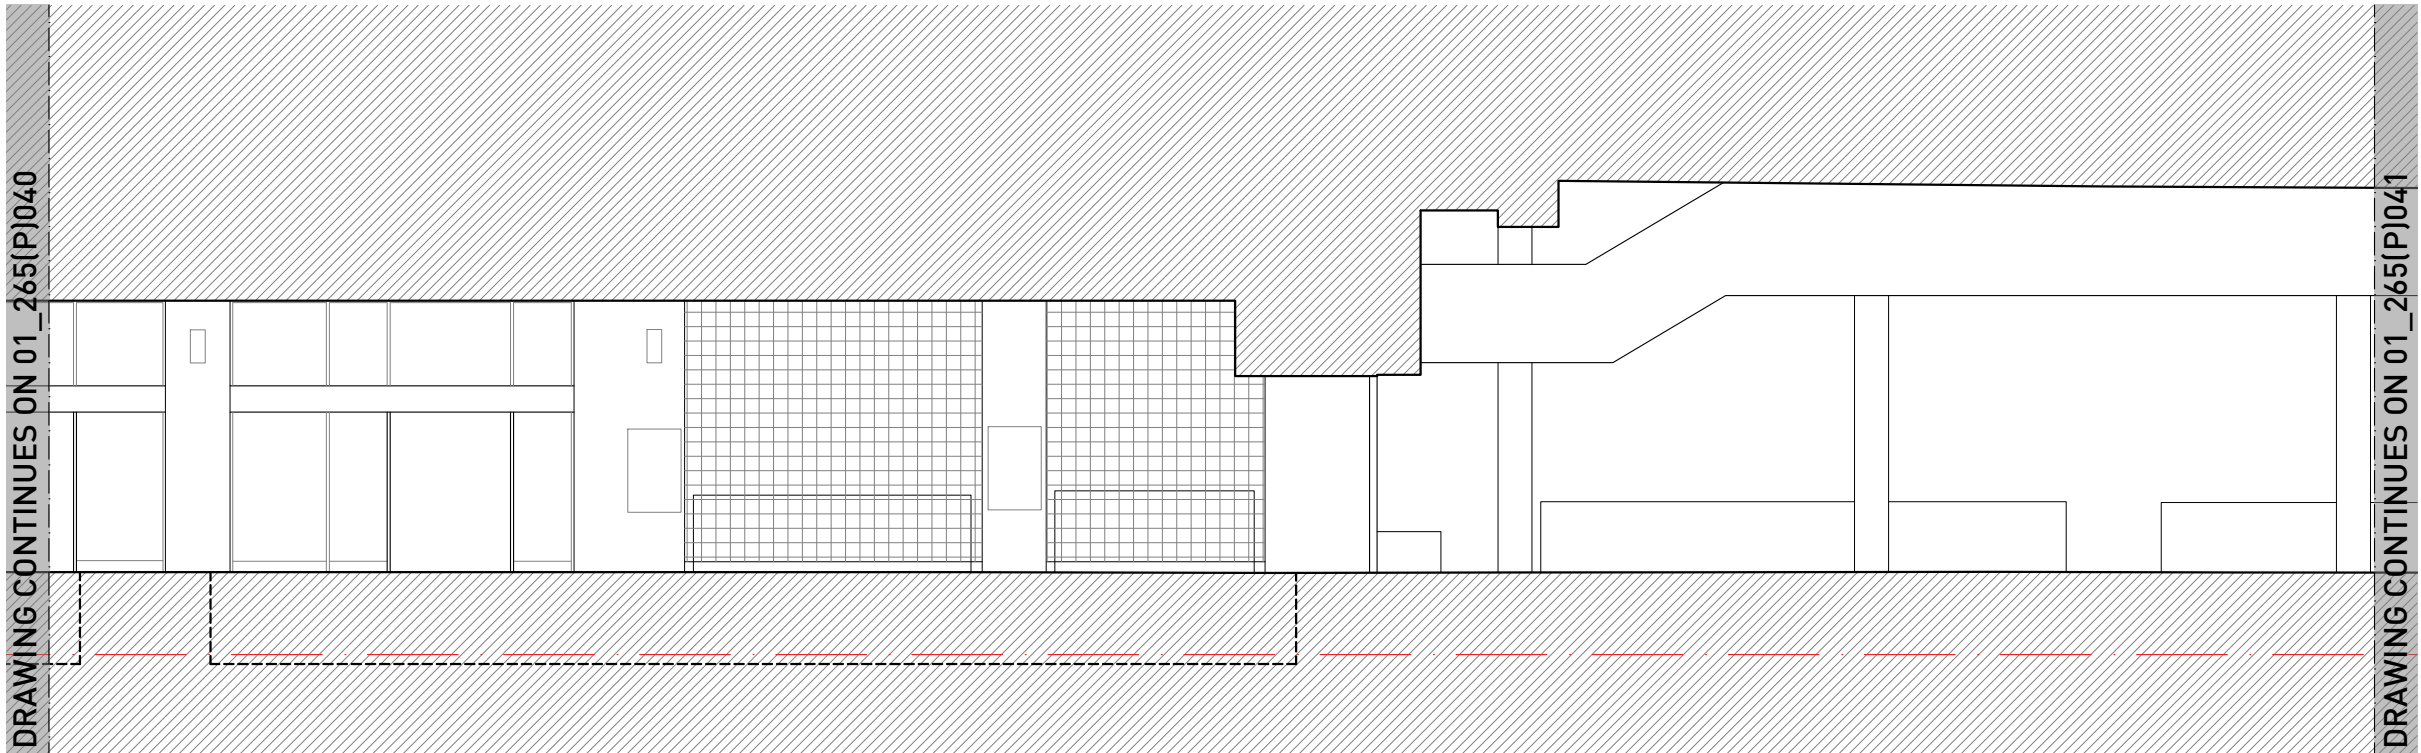 DRAWING CONTINUES ON 01_265(P)040
DRAWING CONTINUES ON 01_265(P)041